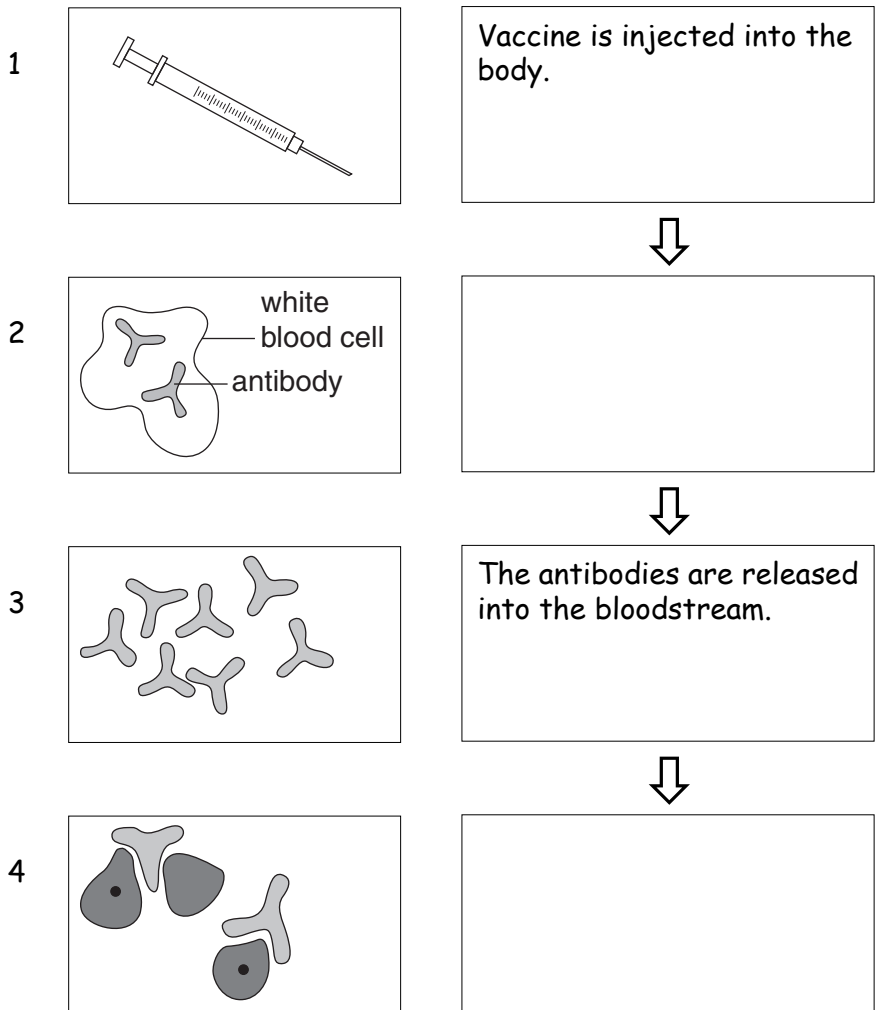 1
Vaccine is injected into the
body.
2
white
blood cell
antibody
3
The antibodies are released
into the bloodstream.
4